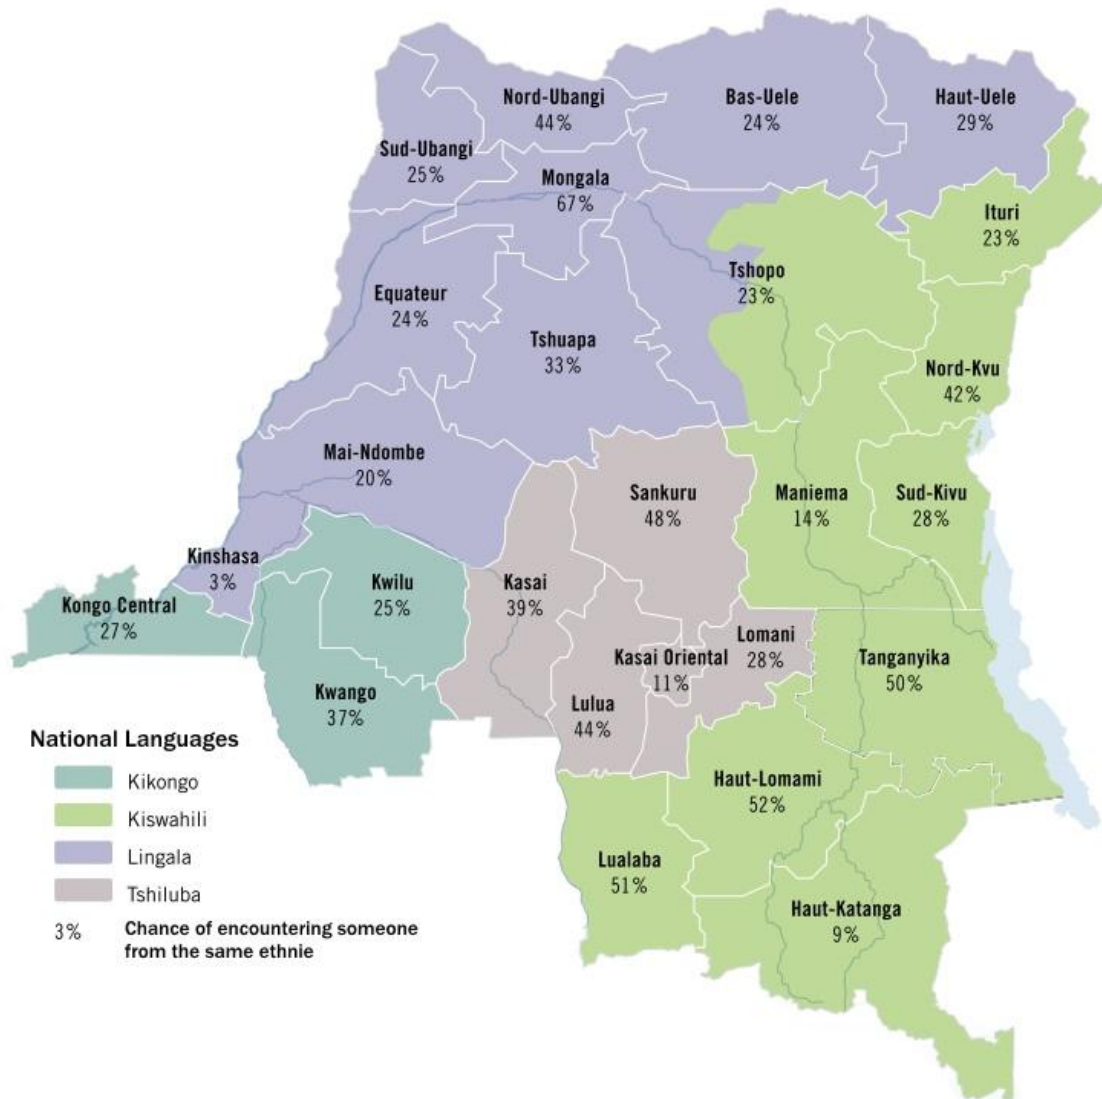 Nord-Ubangi
44%
Bas-Uele
24%
Haut-Uele
29%
Sud-Ubangi
25%
Mongala
67%
Ituri
23%
Tshopo
23%
Equateur
24%
Tshuapa
33%
Nord-Kvu
42%
Mai-Ndombe
20%
Sankuru
48%
Maniema
14%
Sud-Kivu
28%
Kinshasa
3%
Kongo Central
27%
Kwilu
25%
Kasai
39%
Lomani
28%
Kasai Oriental
11%
Tanganyika
50%
Kwango
37%
Lulua
44%
Haut-Lomami
52%
Lualaba
51%
Haut-Katanga
9%
National Languages
Kikongo
Kiswahili
Lingala
Tshiluba
3% Chance of encountering someone
from the same ethnie